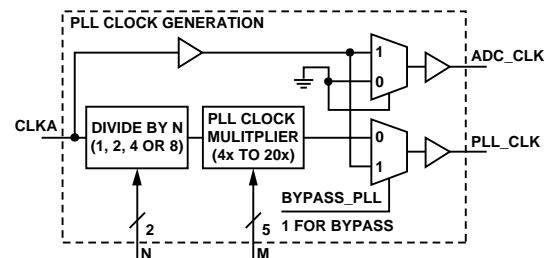 PLL CLOCK GENERATION
1
0
ADC_CLK
CLKA
DIVIDE BY N
(1, 2, 4 OR 8)
PLL CLOCK
MULITPLIER
(4x TO 20x)
0
1
PLL_CLK
BYPASS_PLL
1 FOR BYPASS
2
5
N
M